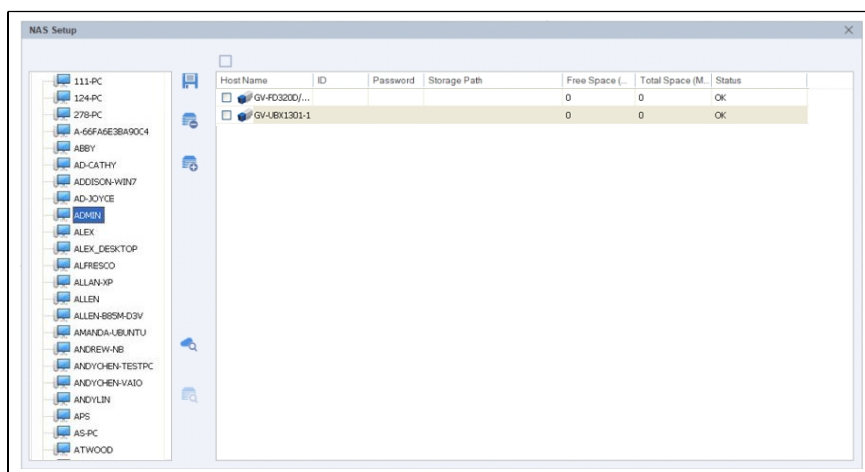 NAS Setup
Host Name ID Password Storage Path Free Space (... Total Space (M... Status
GV-FD320D/... 0 0 OK
GV-UBX1301-1 0 0 OK
111-PC
124-PC
278-PC
A-66FA6E3BA90C4
ABBY
AD-CATHY
ADDISON-WIN7
AD-JOYCE
ADMIN
ALEX
ALEX_DESKTOP
ALFRESCO
ALLAN-XP
ALLEN
ALLEN-B85M-D3V
AMANDA-UBUNTU
ANDREW-NB
ANDYCHEN-TESTPC
ANDYCHEN-VAIO
ANDYLIN
APS
AS-PC
ATWOOD